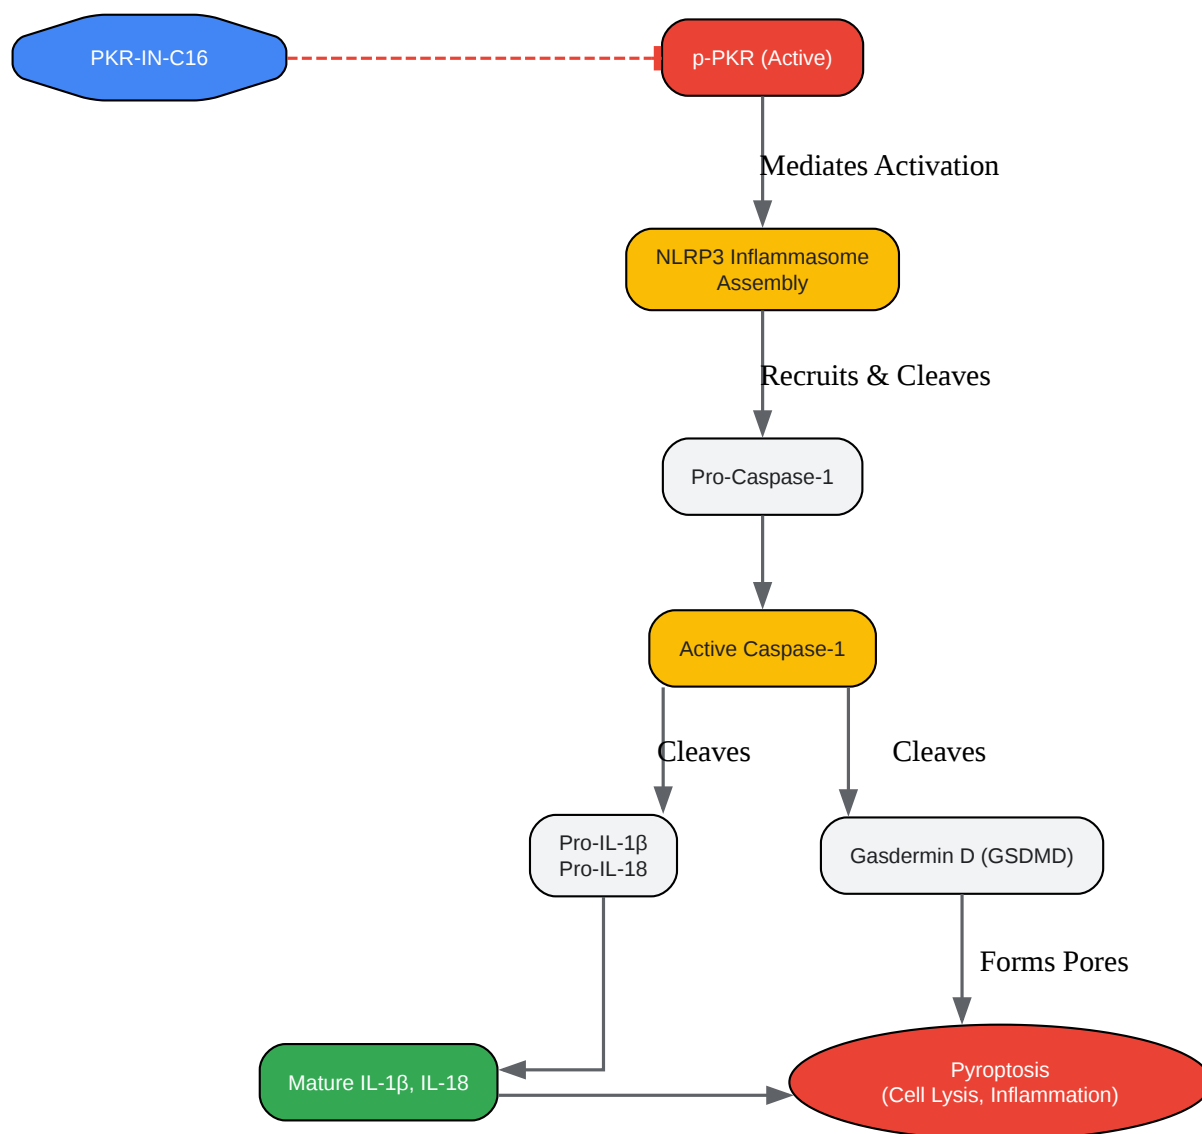 PKR-IN-C16
p-PKR (Active)
Mediates Activation
NLRP3 Inflammasome
Assembly
Recruits & Cleaves
Pro-Caspase-1
Active Caspase-1
Cleaves
Cleaves
Pro-IL-1β
Pro-IL-18
Gasdermin D (GSDMD)
Forms Pores
Mature IL-1β, IL-18
Pyroptosis
(Cell Lysis, Inflammation)